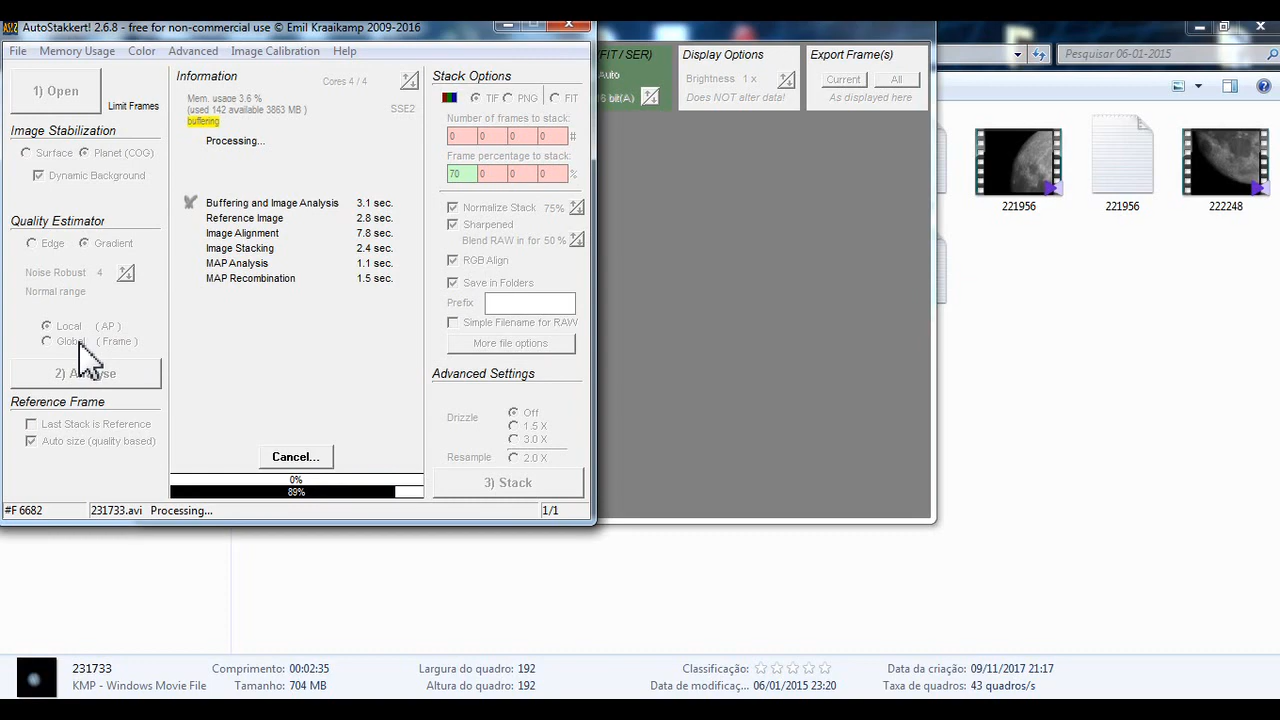 AutoStakkert! 2.6.8 - free for non-commercial use © Emil Kraaikamp 2009-2016
File Memory Usage Color Advanced Image Calibration Help
1) Open
Limit Frames
Image Stabilization
Surface Planet (COG)
Dynamic Background
Quality Estimator
Edge Gradient
Noise Robust 4
Normal range
Local ( AP )
Global ( Frame )
2) Analyse
Reference Frame
Last Stack is Reference
Auto size (quality based)
Information
Cores 4 / 4
Mem. usage 3.6 %
(used 142 available 3863 MB )
SSE2
buffering
Processing...
Buffering and Image Analysis 3.1 sec.
Reference Image 2.8 sec.
Image Alignment 7.8 sec.
Image Stacking 2.4 sec.
MAP Analysis 1.1 sec.
MAP Recombination 1.5 sec.
Cancel...
0%
89%
#F 6682 231733.avi Processing... 1/1
Stack Options
TIF PNG FIT
Number of frames to stack:
0 0 0 0 #
Frame percentage to stack:
70 0 0 0 %
Normalize Stack 75%
Sharpened
Blend RAW in for 50 %
RGB Align
Save in Folders
Prefix
Simple Filename for RAW
More file options
Advanced Settings
Drizzle Off
1.5 X
3.0 X
Resample 2.0 X
3) Stack
(FIT / SER)
Auto
bit(A)
Display Options
Brightness 1 x
Does NOT alter data!
Export Frame(s)
Current All
As displayed here
Pesquisar 06-01-2015
221956 221956 222248
231733 Comprimento: 00:02:35 Largura do quadro: 192 Classificação: Data da criação: 09/11/2017 21:17
KMP - Windows Movie File Tamanho: 704 MB Altura do quadro: 192 Data de modificaç... 06/01/2015 23:20 Taxa de quadros: 43 quadros/s